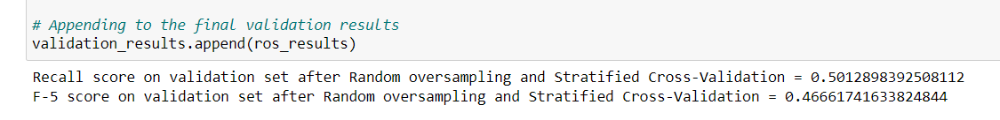 # Appending to the final validation results
validation_results.append(ros_results)
Recall score on validation set after Random oversampling and Stratified Cross-Validation = 0.5012898392508112
F-5 score on validation set after Random oversampling and Stratified Cross-Validation = 0.46661741633824844